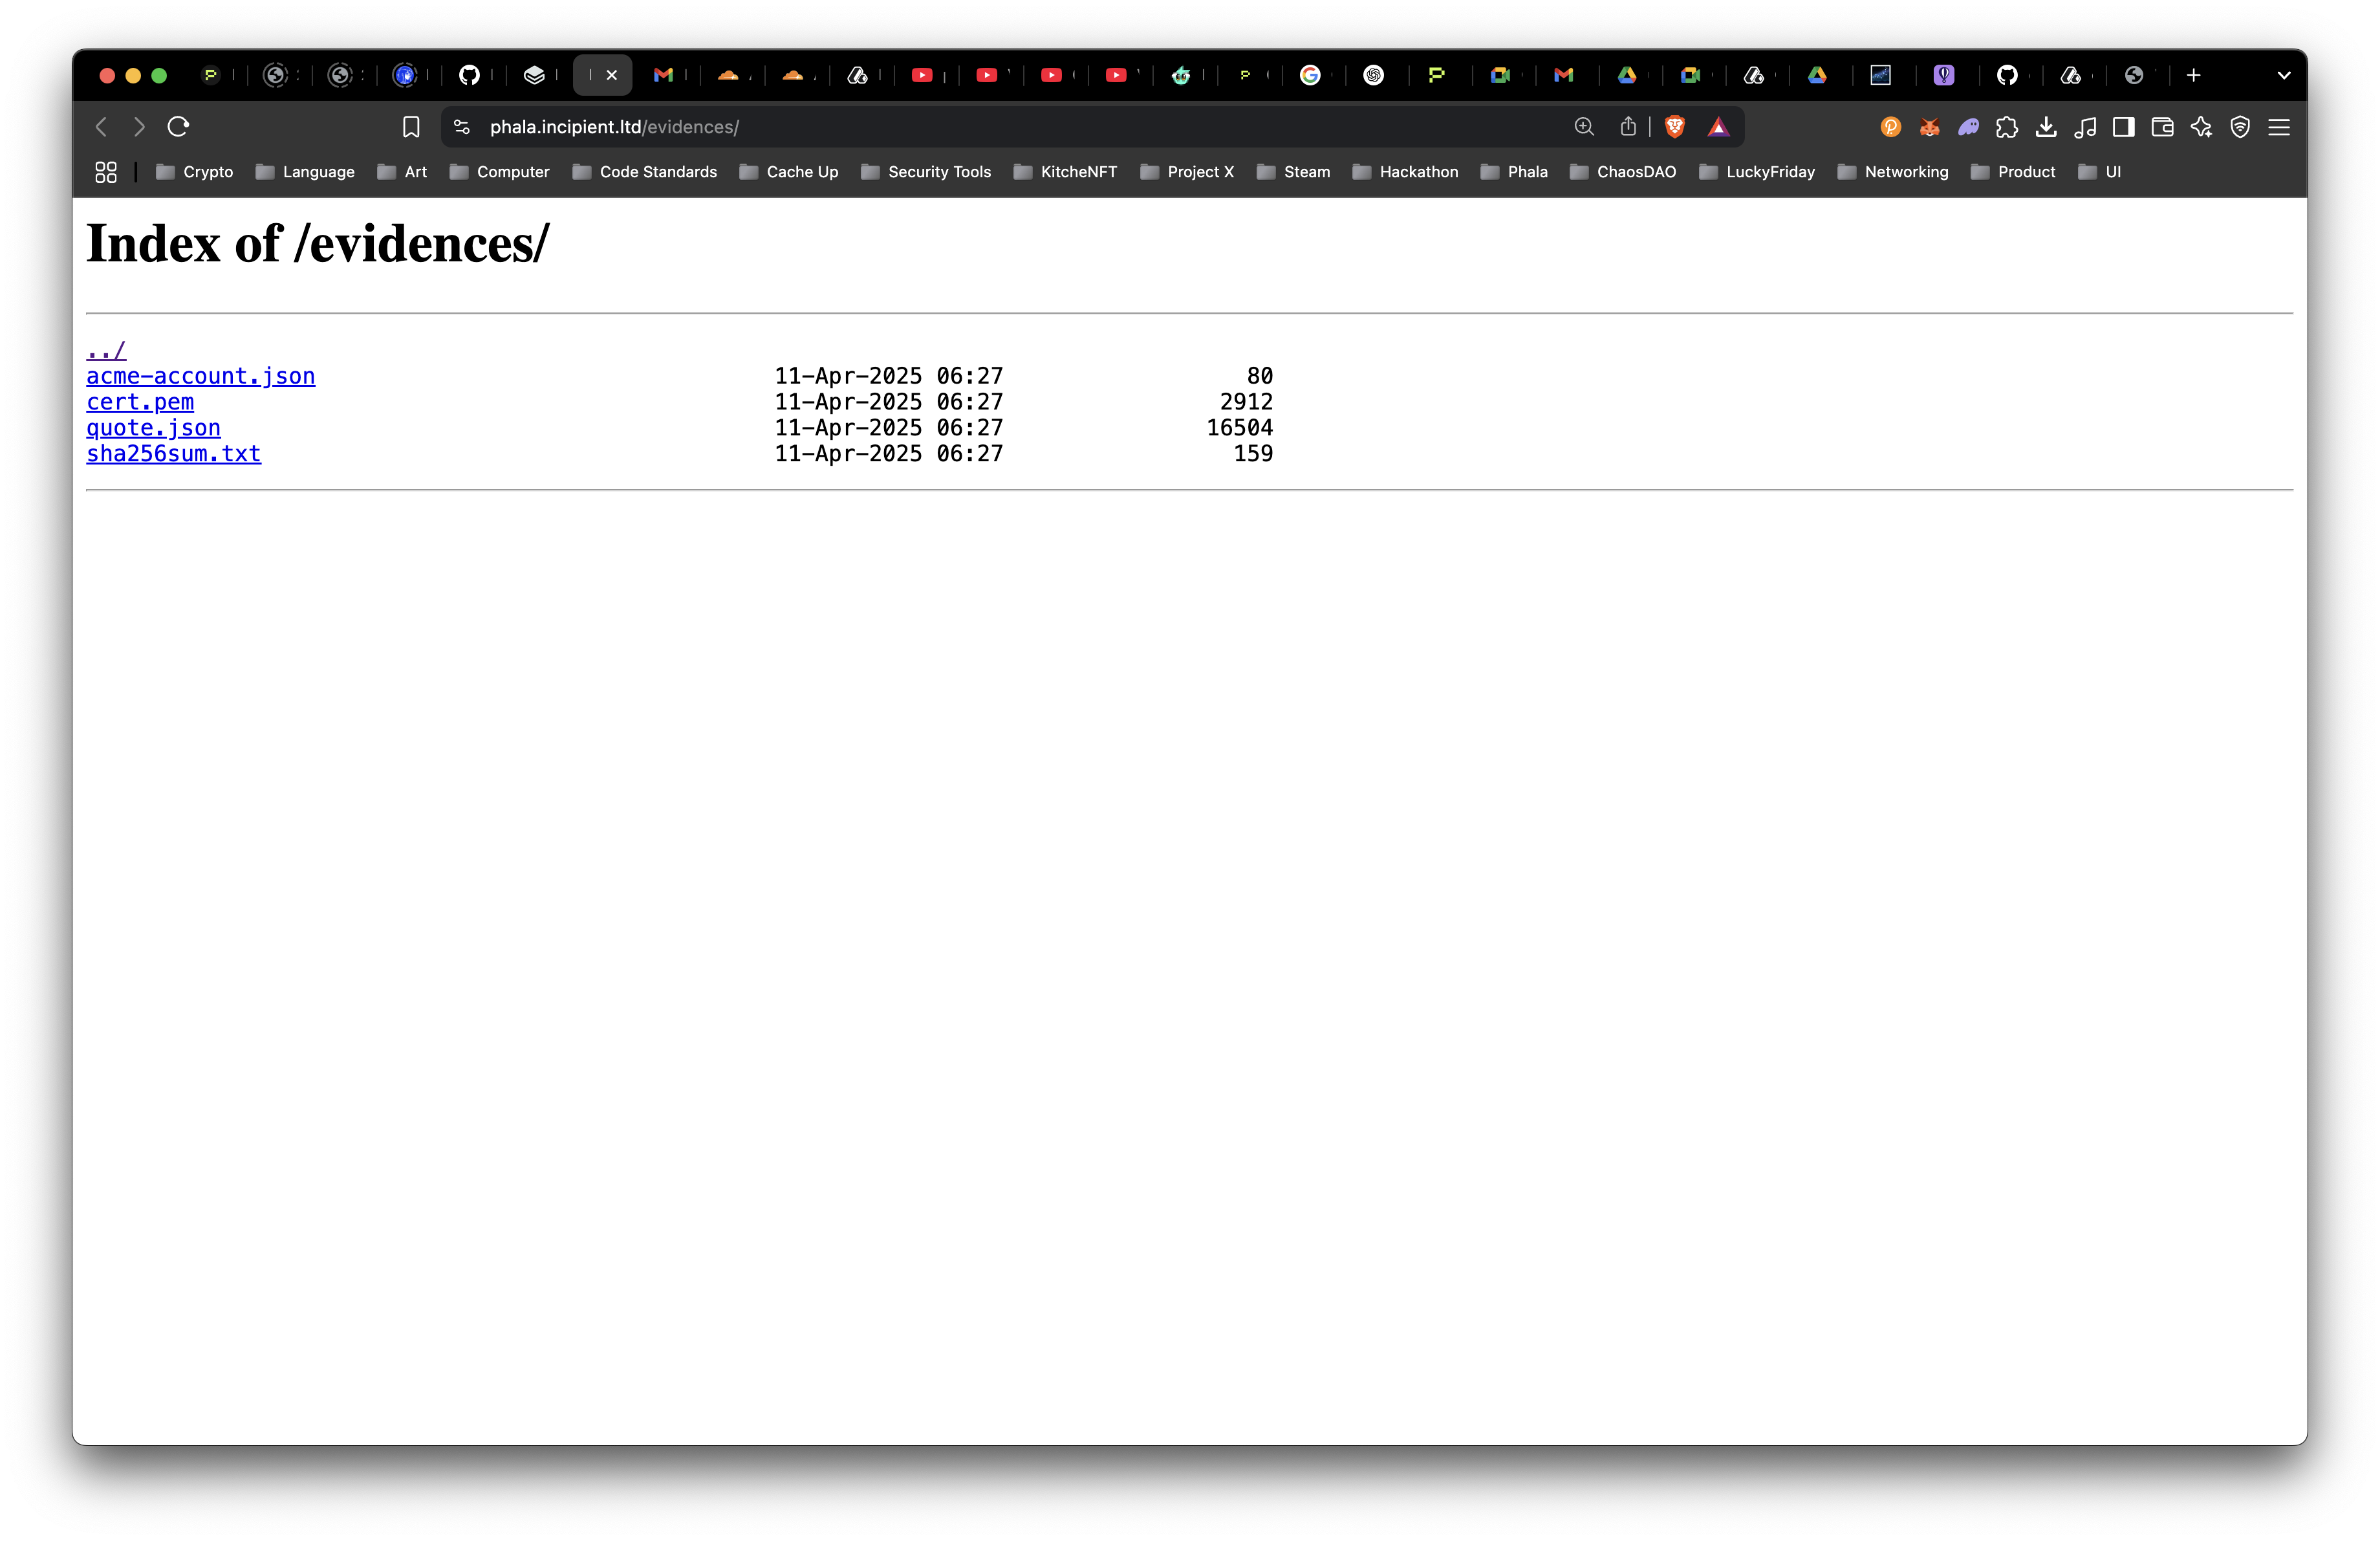 phala.incipient.ltd/evidences/
Crypto Language Art Computer Code Standards Cache Up Security Tools KitcheNFT Project X Steam Hackathon Phala ChaosDAO LuckyFriday Networking Product UI
Index of /evidences/
../
acme-account.json 11-Apr-2025 06:27 80
cert.pem 11-Apr-2025 06:27 2912
quote.json 11-Apr-2025 06:27 16504
sha256sum.txt 11-Apr-2025 06:27 159